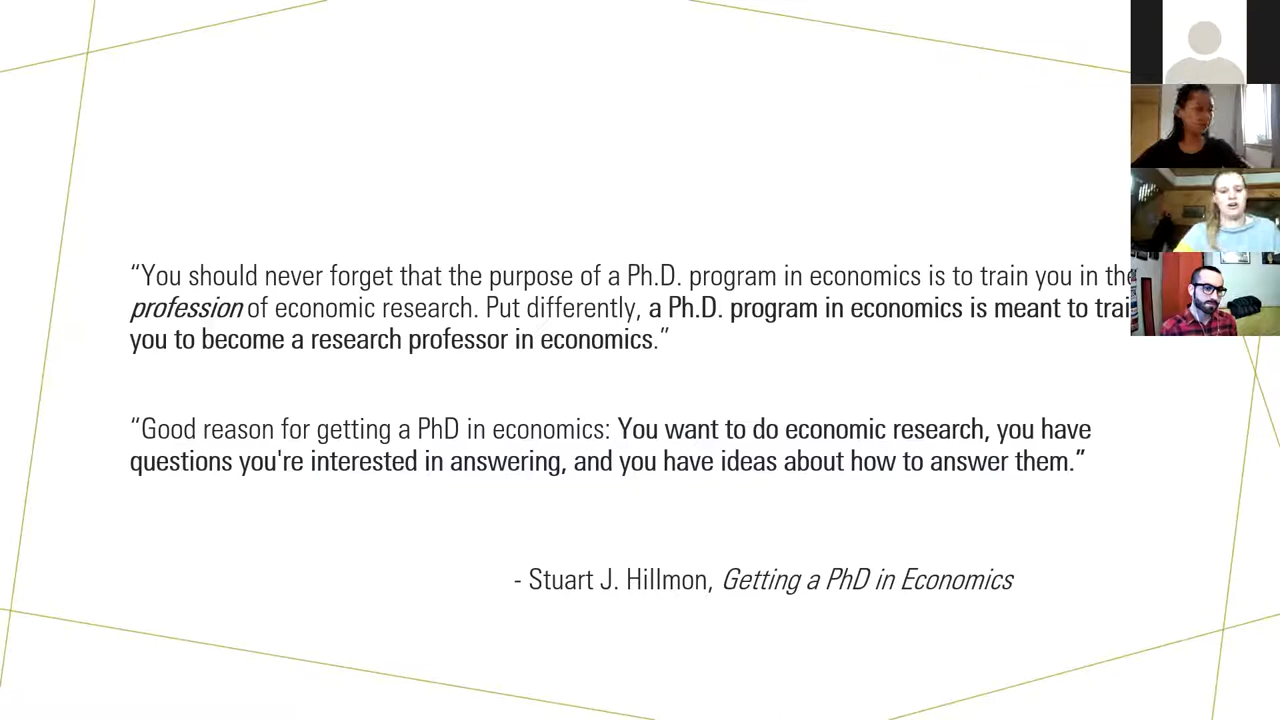 “You should never forget that the purpose of a Ph.D. program in economics is to train you in the
profession of economic research. Put differently, a Ph.D. program in economics is meant to trai
you to become a research professor in economics.”
“Good reason for getting a PhD in economics: You want to do economic research, you have
questions you're interested in answering, and you have ideas about how to answer them.”
- Stuart J. Hillmon, Getting a PhD in Economics